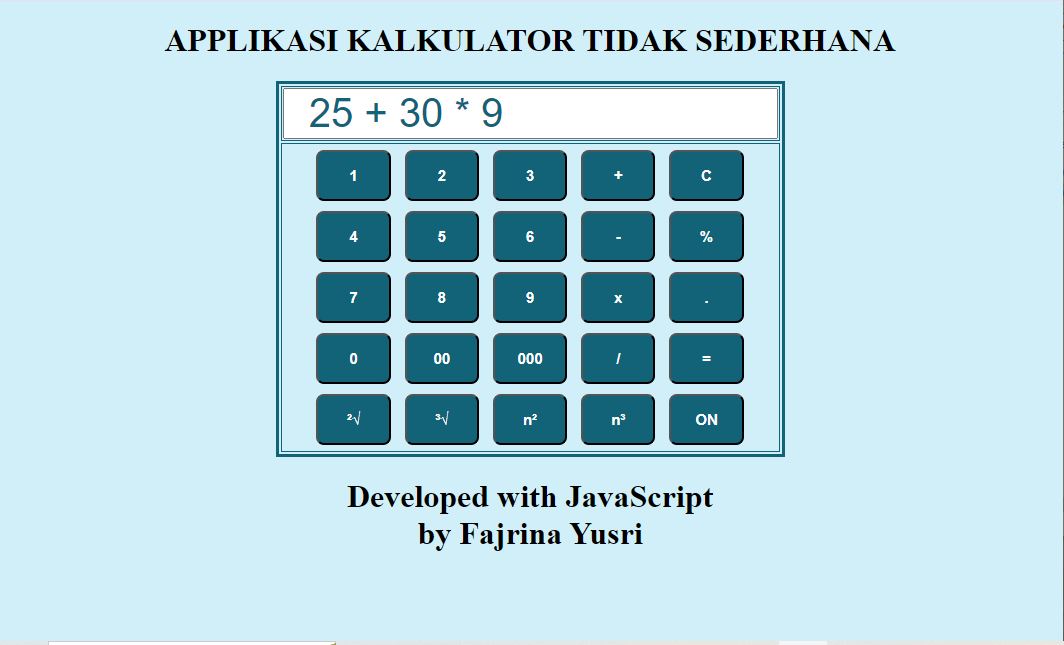 APPLIKASI KALKULATOR TIDAK SEDERHANA
25 + 30 * 9
1 2 3 + C
4 5 6 - %
7 8 9 x .
0 00 000 / =
²√ ³√ n² n³ ON
Developed with JavaScript
by Fajrina Yusri